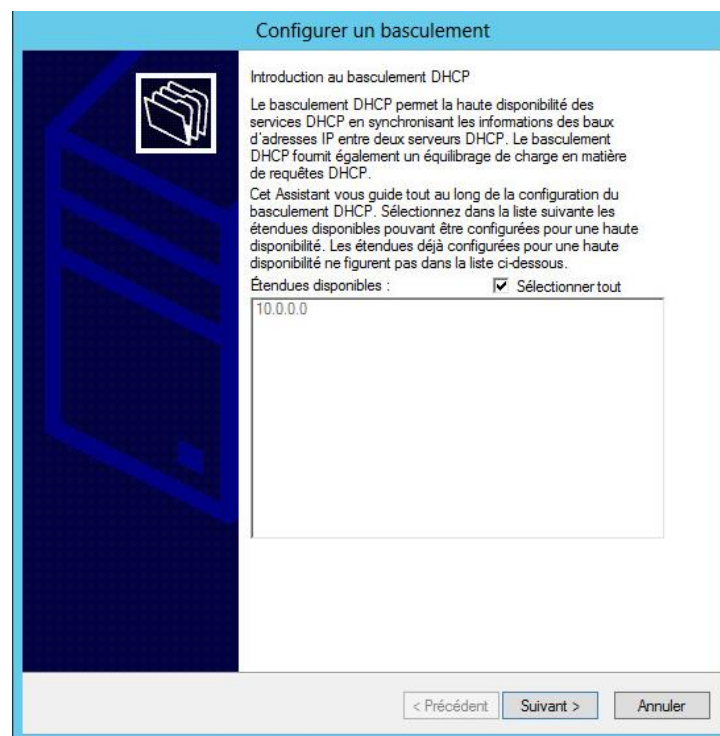 Configurer un basculement
Introduction au basculement DHCP
Le basculement DHCP permet la haute disponibilité des
services DHCP en synchronisant les informations des baux
d'adresses IP entre deux serveurs DHCP. Le basculement
DHCP fournit également un équilibrage de charge en matière
de requêtes DHCP.
Cet Assistant vous guide tout au long de la configuration du
basculement DHCP. Sélectionnez dans la liste suivante les
étendues disponibles pouvant être configurées pour une haute
disponibilité. Les étendues déjà configurées pour une haute
disponibilité ne figurent pas dans la liste ci-dessous.
Étendues disponibles : Sélectionner tout
10.0.0.0
< Précédent Suivant > Annuler